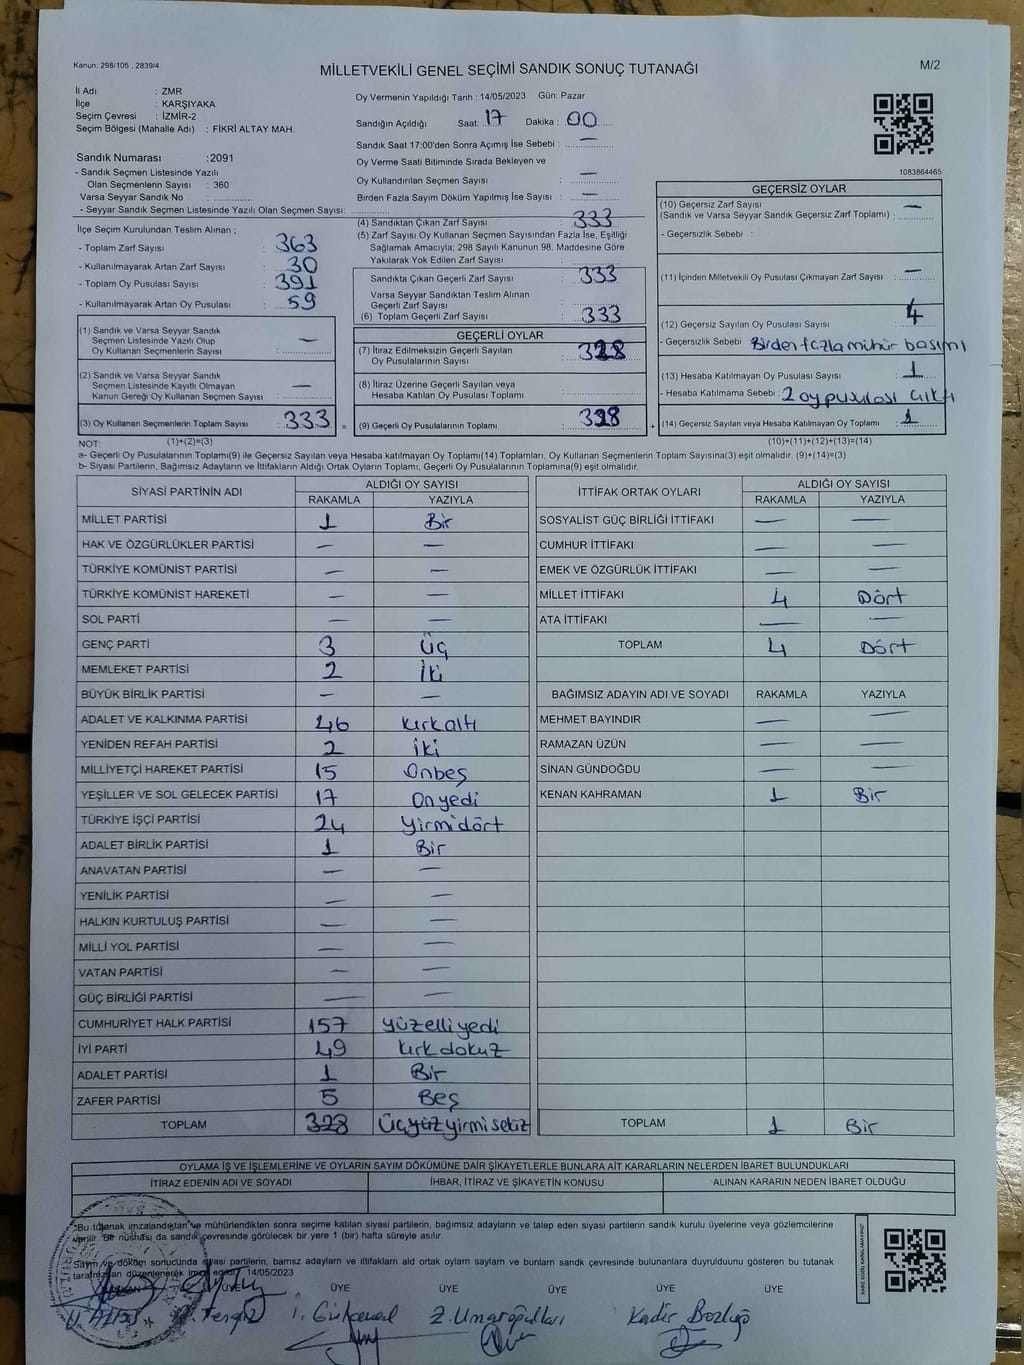 Kanun; 298/105 , 2839/4
MİLLETVEKİLİ GENEL SEÇİMİ SANDIK SONUÇ TUTANAĞI
M/2
İl Adı : ZMR
İlçe : KARŞIYAKA
Seçim Çevresi : İZMİR-2
Seçim Bölgesi (Mahalle Adı) : FİKRİ ALTAY MAH.
Sandık Numarası :2091
- Sandık Seçmen Listesinde Yazılı
Olan Seçmenlerin Sayısı : 360
Varsa Seyyar Sandık No :
- Seyyar Sandık Seçmen Listesinde Yazılı Olan Seçmen Sayısı:
İlçe Seçim Kurulundan Teslim Alınan ;
- Toplam Zarf Sayısı : 363
- Kullanılmayarak Artan Zarf Sayısı : 30
- Toplam Oy Pusulası Sayısı : 391
- Kullanılmayarak Artan Oy Pusulası : 59
(1) Sandık ve Varsa Seyyar Sandık
Seçmen Listesinde Yazılı Olup
Oy Kullanan Seçmenlerin Sayısı : —
(2) Sandık ve Varsa Seyyar Sandık
Seçmen Listesinde Kayıtlı Olmayan
Kanun Gereği Oy Kullanan Seçmen Sayısı : —
(3) Oy Kullanan Seçmenlerin Toplam Sayısı : 333 =
Oy Vermenin Yapıldığı Tarih : 14/05/2023 Gün: Pazar
Sandığın Açıldığı Saat: 17 Dakika : 00
Sandık Saat 17:00'den Sonra Açımış İse Sebebi : —
Oy Verme Saati Bitiminde Sırada Bekleyen ve
Oy Kullandırılan Seçmen Sayısı : —
Birden Fazla Sayım Döküm Yapılmış İse Sayısı : —
(4) Sandıktan Çıkan Zarf Sayısı : 333
(5) Zarf Sayısı Oy Kullanan Seçmen Sayısından Fazla İse, Eşitliği
Sağlamak Amacıyla; 298 Sayılı Kanunun 98. Maddesine Göre
Yakılarak Yok Edilen Zarf Sayısı :
Sandıkta Çıkan Geçerli Zarf Sayısı : 333
Varsa Seyyar Sandıktan Teslim Alınan
Geçerli Zarf Sayısı :
(6) Toplam Geçerli Zarf Sayısı : 333
GEÇERLİ OYLAR
(7) İtiraz Edilmeksizin Geçerli Sayılan
Oy Pusulalarının Sayısı : 328
(8) İtiraz Üzerine Geçerli Sayılan veya
Hesaba Katılan Oy Pusulası Toplamı :
(9) Geçerli Oy Pusulalarının Toplamı : 328 +
1083864465
GEÇERSİZ OYLAR
(10) Geçersiz Zarf Sayısı
(Sandık ve Varsa Seyyar Sandık Geçersiz Zarf Toplamı) : —
- Geçersizlik Sebebi :
(11) İçinden Milletvekili Oy Pusulası Çıkmayan Zarf Sayısı : —
(12) Geçersiz Sayılan Oy Pusulası Sayısı : 4
- Geçersizlik Sebebi Birden fazla mühür basımı
(13) Hesaba Katılmayan Oy Pusulası Sayısı : 1
- Hesaba Katılmama Sebebi : 2 oy pusulası çıktı
(14) Geçersiz Sayılan veya Hesaba Katılmayan Oy Toplamı : 1
NOT: (1)+(2)=(3) (10)+(11)+(12)+(13)=(14)
a- Geçerli Oy Pusulalarının Toplamı(9) ile Geçersiz Sayılan veya Hesaba katılmayan Oy Toplamı(14) Toplamları, Oy Kullanan Seçmenlerin Toplam Sayısına(3) eşit olmalıdır. (9)+(14)=(3)
b- Siyasi Partilerin, Bağımsız Adayların ve İttifakların Aldığı Ortak Oyların Toplamı, Geçerli Oy Pusulalarının Toplamına(9) eşit olmalıdır.
SİYASİ PARTİNİN ADI ALDIĞI OY SAYISI
RAKAMLA YAZIYLA
MİLLET PARTİSİ 1 Bir
HAK VE ÖZGÜRLÜKLER PARTİSİ — —
TÜRKİYE KOMÜNİST PARTİSİ — —
TÜRKİYE KOMÜNİST HAREKETİ — —
SOL PARTİ — —
GENÇ PARTİ 3 Üç
MEMLEKET PARTİSİ 2 İki
BÜYÜK BİRLİK PARTİSİ — —
ADALET VE KALKINMA PARTİSİ 46 Kırkaltı
YENİDEN REFAH PARTİSİ 2 iki
MİLLİYETÇİ HAREKET PARTİSİ 15 Onbeş
YEŞİLLER VE SOL GELECEK PARTİSİ 17 Onyedi
TÜRKİYE İŞÇİ PARTİSİ 24 Yirmidört
ADALET BİRLİK PARTİSİ 1 Bir
ANAVATAN PARTİSİ — —
YENİLİK PARTİSİ — —
HALKIN KURTULUŞ PARTİSİ — —
MİLLİ YOL PARTİSİ — —
VATAN PARTİSİ — —
GÜÇ BİRLİĞİ PARTİSİ — —
CUMHURİYET HALK PARTİSİ 157 Yüzelliyedi
İYİ PARTİ 49 Kırkdokuz
ADALET PARTİSİ 1 Bir
ZAFER PARTİSİ 5 Beş
TOPLAM 328 Üçyüzyirmisekiz
İTTİFAK ORTAK OYLARI ALDIĞI OY SAYISI
RAKAMLA YAZIYLA
SOSYALİST GÜÇ BİRLİĞİ İTTİFAKI — —
CUMHUR İTTİFAKI — —
EMEK VE ÖZGÜRLÜK İTTİFAKI — —
MİLLET İTTİFAKI 4 Dört
ATA İTTİFAKI — —
TOPLAM 4 Dört
BAĞIMSIZ ADAYIN ADI VE SOYADI RAKAMLA YAZIYLA
MEHMET BAYINDIR — —
RAMAZAN ÜZÜN — —
SİNAN GÜNDOĞDU — —
KENAN KAHRAMAN 1 Bir
TOPLAM 1 Bir
OYLAMA İŞ VE İŞLEMLERİNE VE OYLARIN SAYIM DÖKÜMÜNE DAİR ŞİKAYETLERLE BUNLARA AİT KARARLARIN NELERDEN İBARET BULUNDUKLARI
İTİRAZ EDENİN ADI VE SOYADI İHBAR, İTİRAZ VE ŞİKAYETİN KONUSU ALINAN KARARIN NEDEN İBARET OLDUĞU
"Bu tutanak imzalandıktan ve mühürlendikten sonra seçime katılan siyasi partilerin, bağımsız adayların ve talep eden siyasi partilerin sandık kurulu üyelerine veya gözlemcilerine
verilir. Bir nüshası da sandık çevresinde görülecek bir yere 1 (bir) hafta süreyle asılır.
Sayım ve döküm sonucunda siyasi partilerin, bamsız adayların ve ittifakların ald ortak oyların saylarn ve bunların sandk çevresinde bulunanlara duyrulduunu gösteren bu tutanak
tarafmzdan düzenlenerek imza edildi. 14/05/2023
ÜYE ÜYE ÜYE ÜYE ÜYE
Kadir Bozluğ